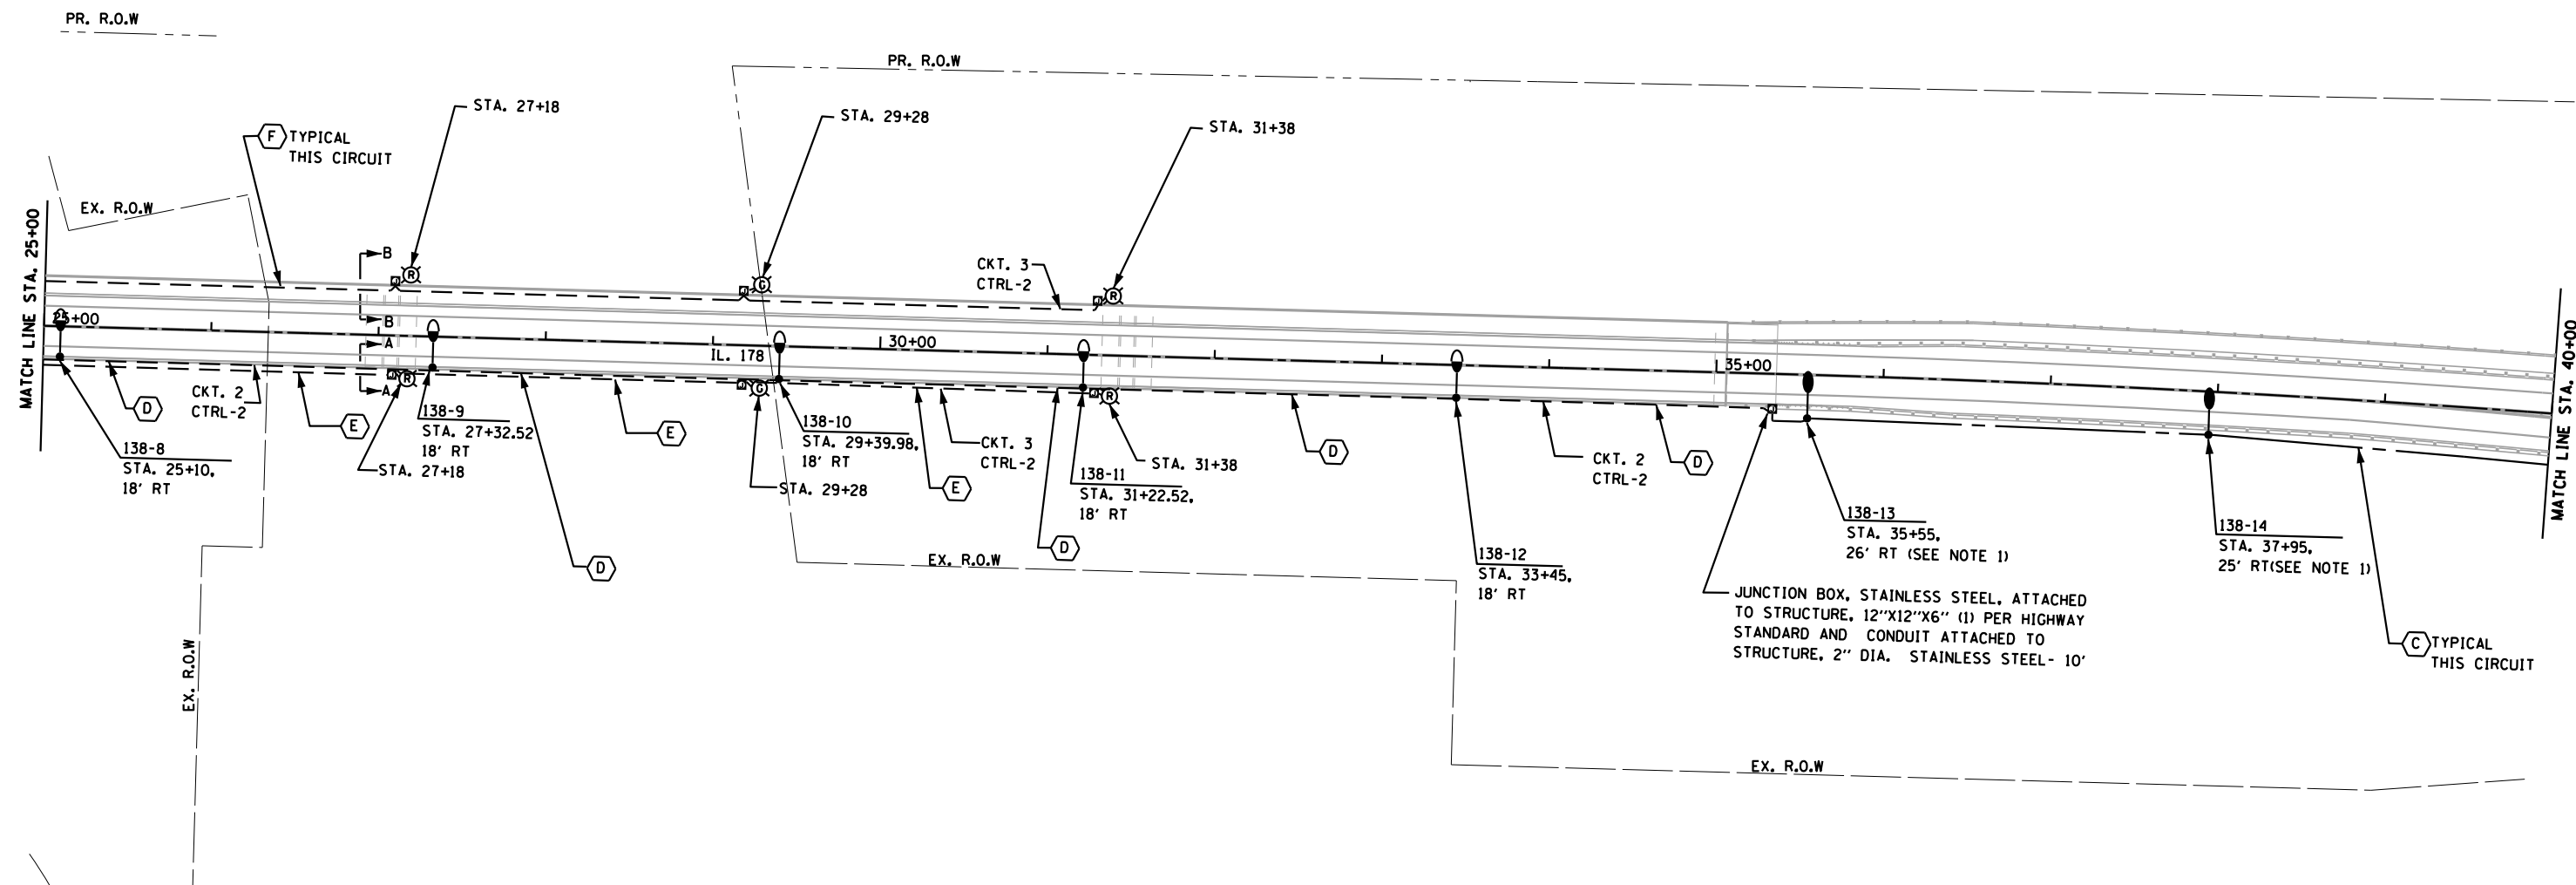 PR. R.O.W
PR. R.O.W
STA. 27+18
STA. 29+28
STA. 31+38
F TYPICAL
THIS CIRCUIT
EX. R.O.W
MATCH LINE STA. 25+00
B
B
R
G
R
CKT. 3
CTRL-2
25+00
A
A
IL. 178
30+00
35+00
MATCH LINE STA. 40+00
R
G
R
D
CKT. 2
CTRL-2
E
138-8
STA. 25+10,
18' RT
STA. 27+18
138-9
STA. 27+32.52
18' RT
E
D
STA. 29+28
138-10
STA. 29+39.98,
18' RT
E
CKT. 3
CTRL-2
D
138-11
STA. 31+22.52,
18' RT
STA. 31+38
D
138-12
STA. 33+45,
18' RT
CKT. 2
CTRL-2
D
138-13
STA. 35+55,
26' RT (SEE NOTE 1)
138-14
STA. 37+95,
25' RT(SEE NOTE 1)
JUNCTION BOX, STAINLESS STEEL, ATTACHED
TO STRUCTURE, 12"X12"X6" (1) PER HIGHWAY
STANDARD AND CONDUIT ATTACHED TO
STRUCTURE, 2" DIA. STAINLESS STEEL- 10'
C TYPICAL
THIS CIRCUIT
EX. R.O.W
EX. R.O.W
EX. R.O.W